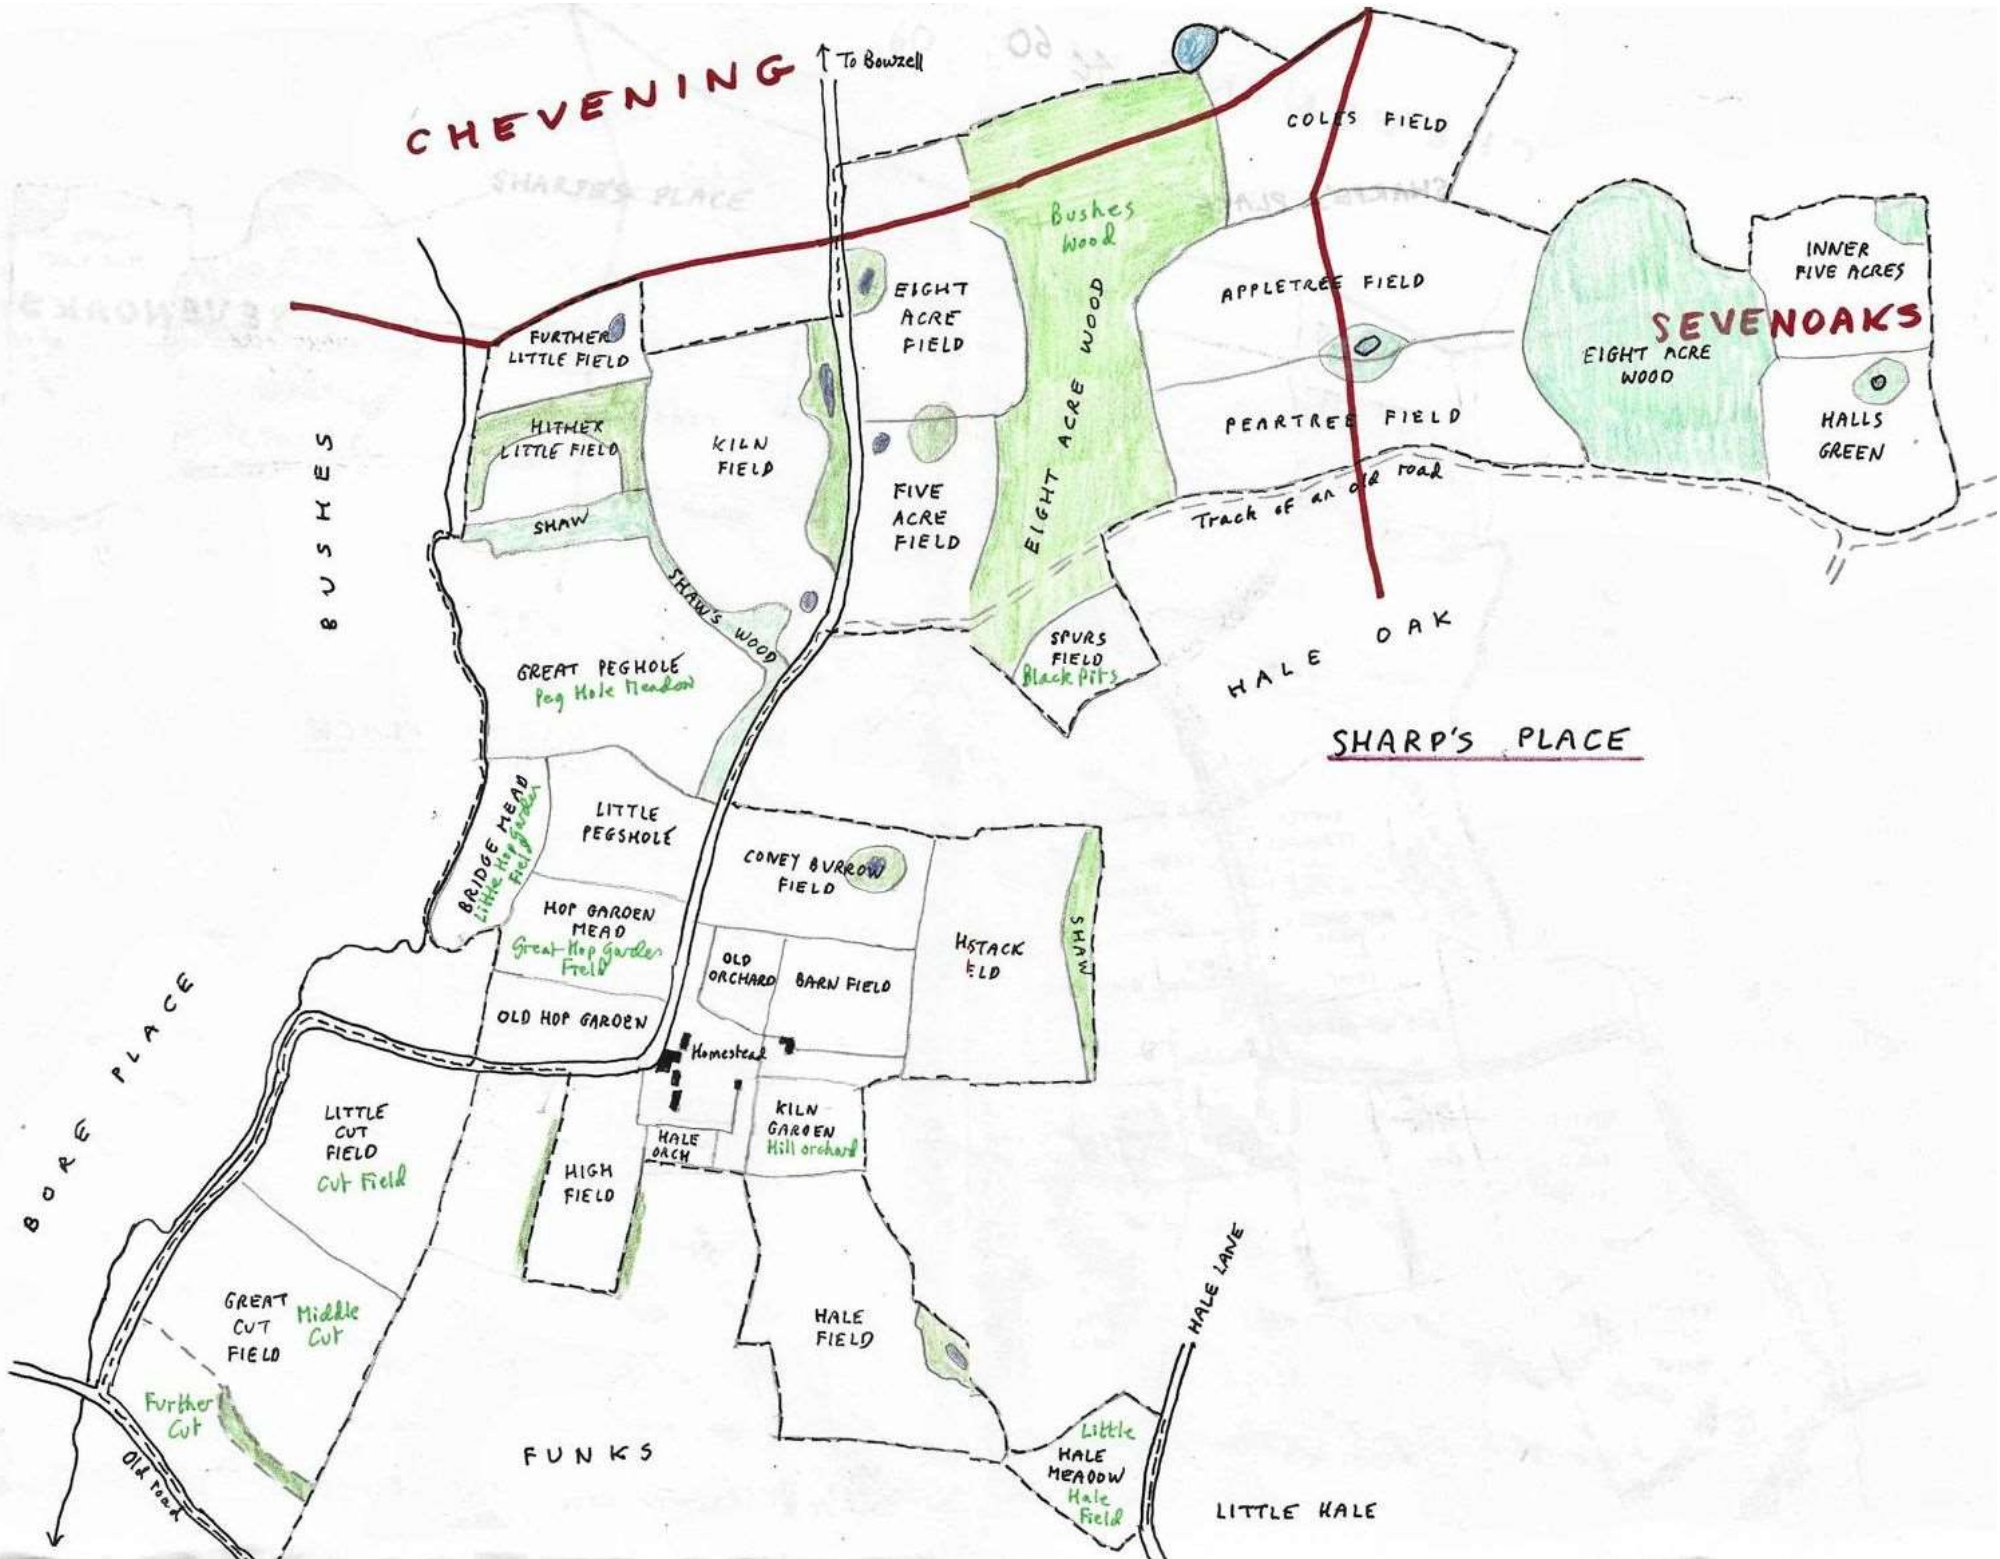 To Bowzell
CHEVENING
COLES FIELD
Bushes
Wood
INNER
FIVE ACRES
SEVENOAKS
EIGHT ACRE
WOOD
HALLS
GREEN
APPLETREE FIELD
PEARTREE FIELD
Track of an old road
EIGHT ACRE WOOD
EIGHT
ACRE
FIELD
FIVE
ACRE
FIELD
FURTHER
LITTLE FIELD
HITHER
LITTLE FIELD
KILN
FIELD
SHAW
SHAW'S WOOD
BUSHES
GREAT PEGHOLE
Peg Hole Meadow
SPURS
FIELD
Black Pits
HALE OAK
SHARP'S PLACE
BRIDGE MEAD
Little Hop Garden
Field
LITTLE
PEGSHOLE
CONEY BURROW
FIELD
HOP GARDEN
MEAD
Great Hop Garden
Field
OLD
ORCHARD
BARN FIELD
SHAW
OLD HOP GARDEN
Homestead
BORE PLACE
LITTLE
CUT
FIELD
Cut Field
HIGH
FIELD
HALE
ORCH
KILN
GARDEN
Hill orchard
GREAT
CUT
FIELD
Middle
Cut
Further
Cut
Old road
FUNKS
HALE
FIELD
HALE LANE
Little
HALE
MEADOW
Hale
Field
LITTLE HALE